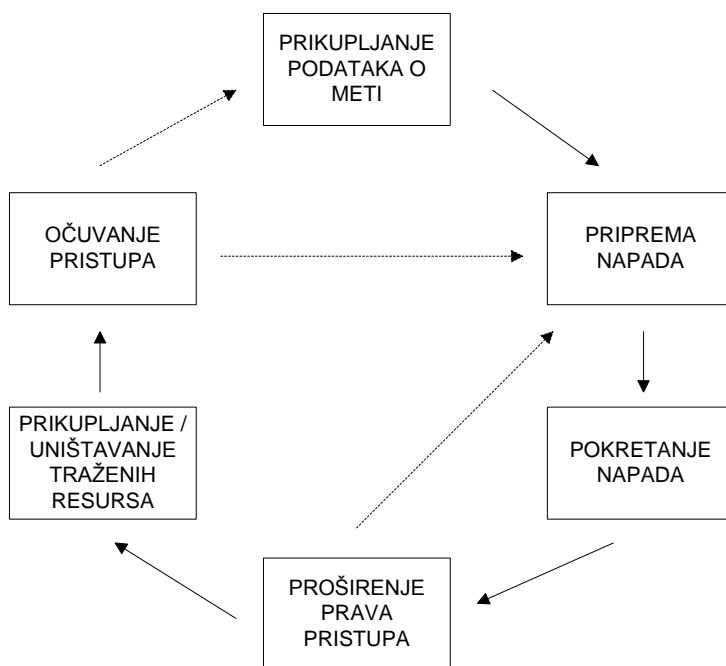 PRIKUPLJANJE
PODATAKA O
METI
OČUVANJE
PRISTUPA
PRIPREMA
NAPADA
PRIKUPLJANJE /
UNIŠTAVANJE
TRAŽENIH
RESURSA
POKRETANJE
NAPADA
PROŠIRENJE
PRAVA
PRISTUPA